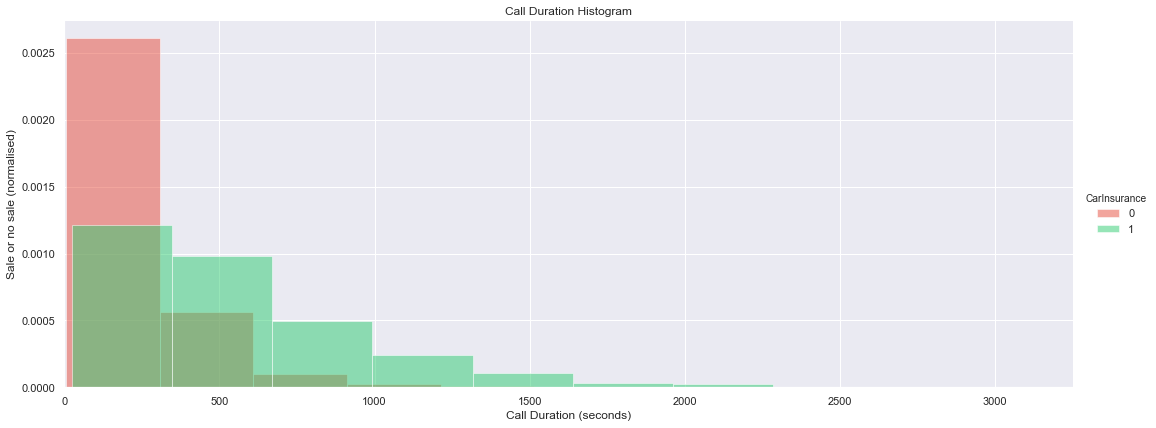 Call Duration Histogram
Sale or no sale (normalised)
0.0025
0.0020
0.0015
0.0010
0.0005
0.0000
0 500 1000 1500 2000 2500 3000
Call Duration (seconds)
CarInsurance
0
1